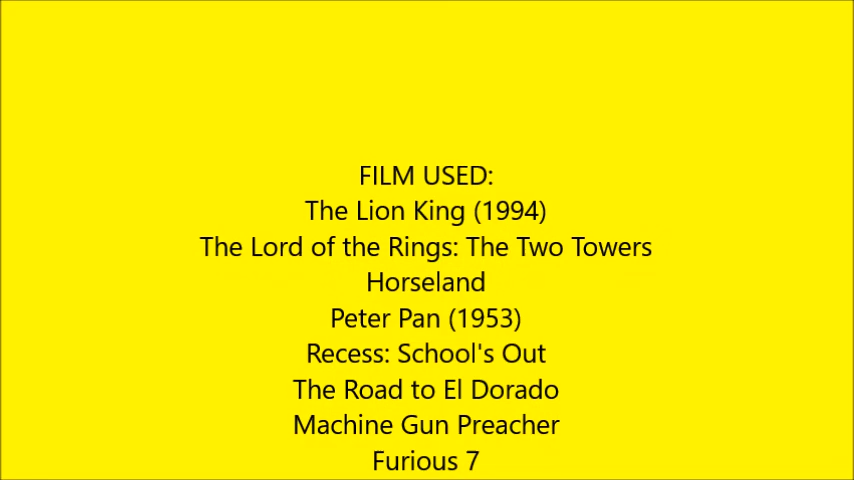 FILM USED:
The Lion King (1994)
The Lord of the Rings: The Two Towers
Horseland
Peter Pan (1953)
Recess: School's Out
The Road to El Dorado
Machine Gun Preacher
Furious 7